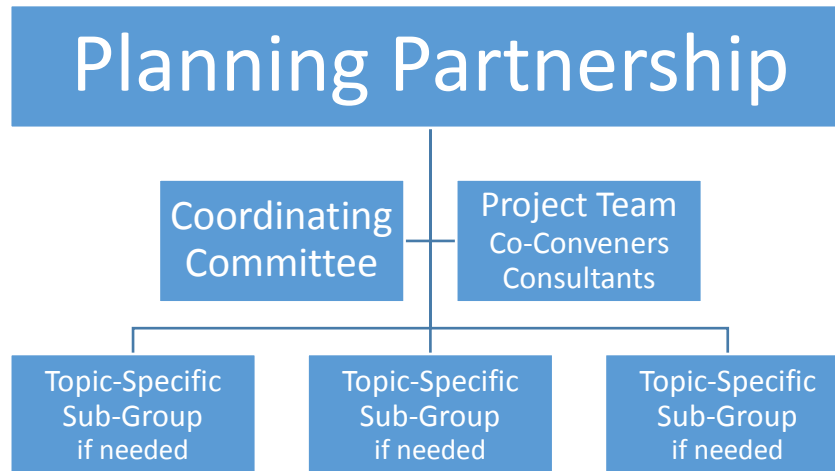 Planning Partnership
Coordinating
Committee
Project Team
Co-Conveners
Consultants
Topic-Specific
Sub-Group
if needed
Topic-Specific
Sub-Group
if needed
Topic-Specific
Sub-Group
if needed